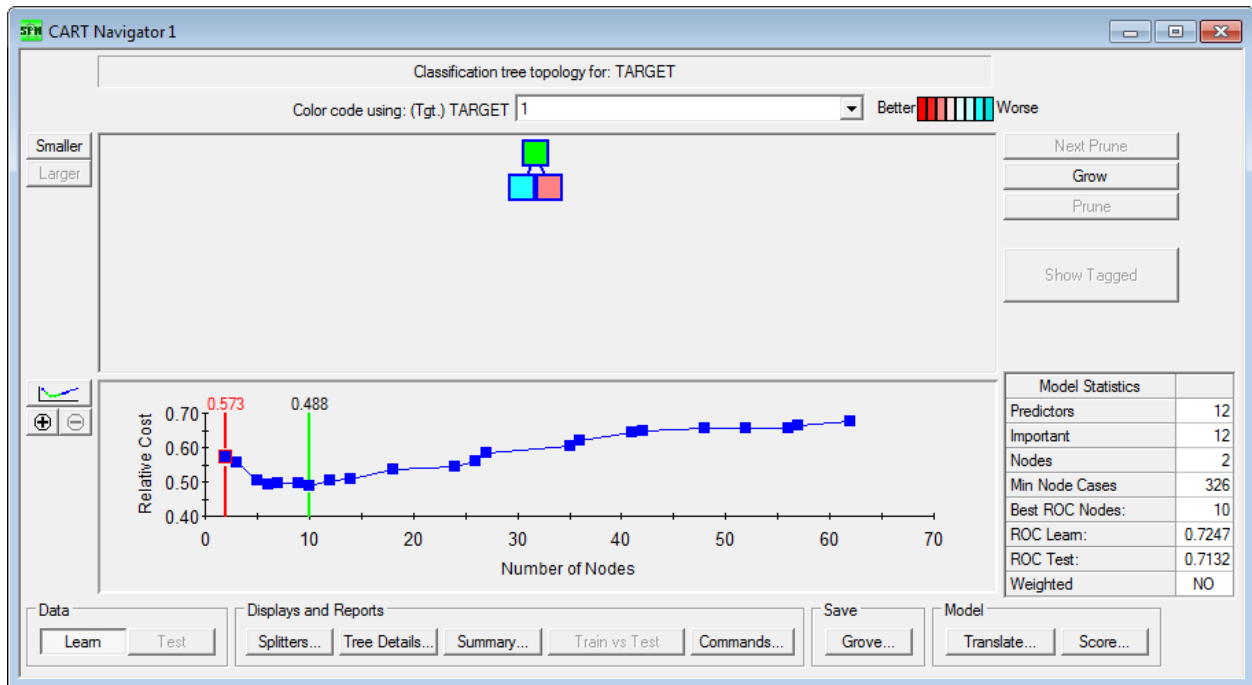 SPM CART Navigator 1
Classification tree topology for: TARGET
Color code using: (Tgt.) TARGET 1 Better Worse
Smaller
Larger
Next Prune
Grow
Prune
Show Tagged
0.573 0.488
0.70
0.60
0.50
0.40
Relative Cost
0 10 20 30 40 50 60 70
Number of Nodes
Model Statistics
Predictors 12
Important 12
Nodes 2
Min Node Cases 326
Best ROC Nodes: 10
ROC Learn: 0.7247
ROC Test: 0.7132
Weighted NO
Data Displays and Reports Save Model
Learn Test Splitters... Tree Details... Summary... Train vs Test Commands... Grove... Translate... Score...